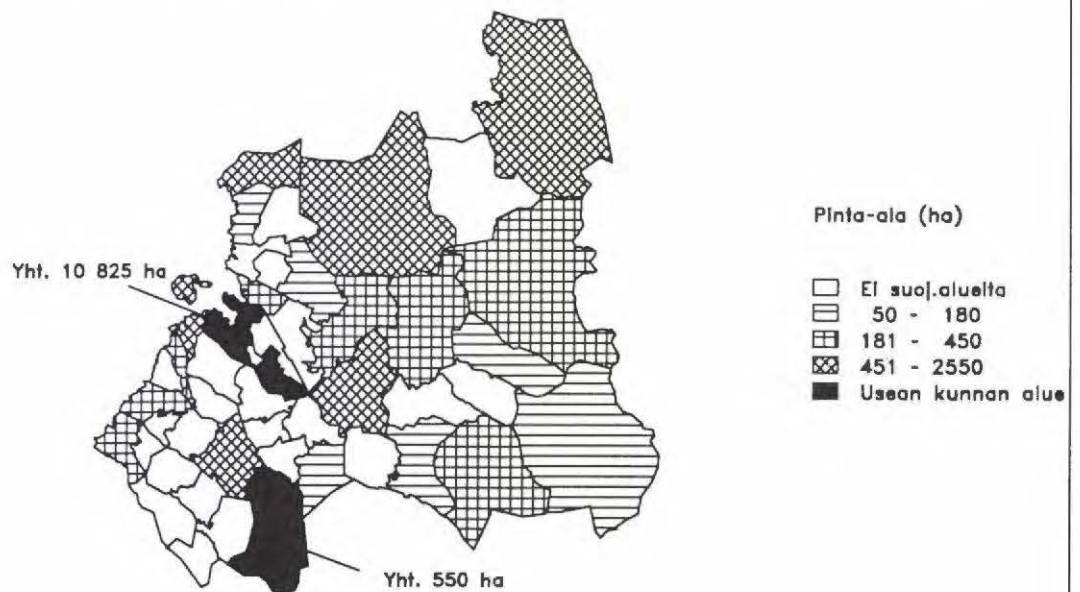 Pinta-ala (ha)
Yht. 10 825 ha
Ei suoj.alueita
50 - 180
181 - 450
451 - 2550
Usean kunnan alue
Yht. 550 ha